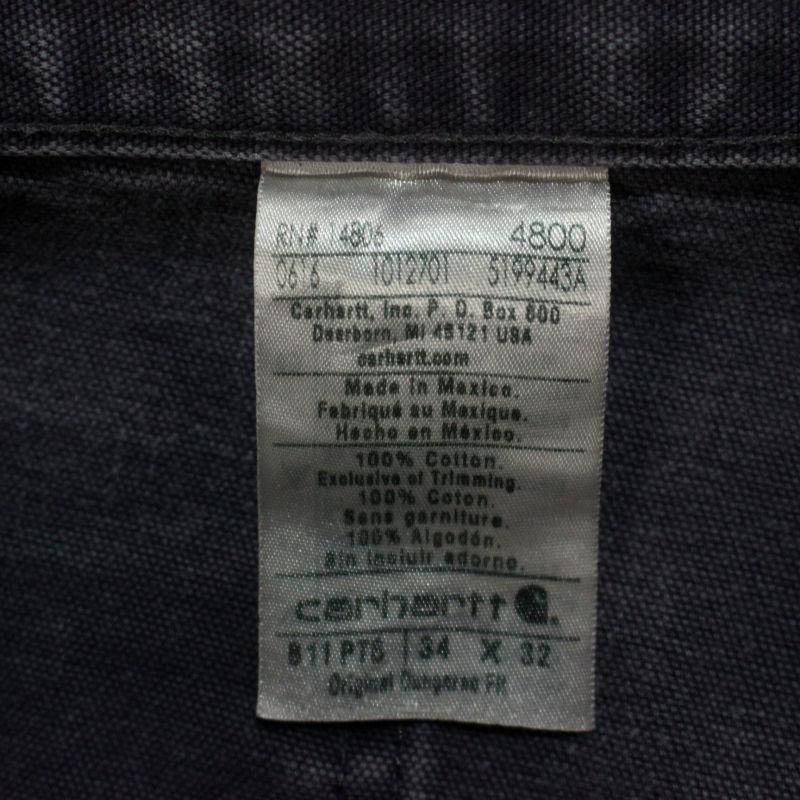 RN# 14806 4800
0616 1012701 5199443A
Carhartt, Inc. P. O. Box 600
Dearborn, MI 48121 USA
carhartt.com
Made in Mexico.
Fabriqué au Mexique.
Hecho en México.
100% Cotton.
Exclusive of Trimming.
100% Coton.
Sans garniture.
100% Algodón.
Sin incluir adorno.
carhartt
B11 PTS 34 X 32
Original Dungaree Fit